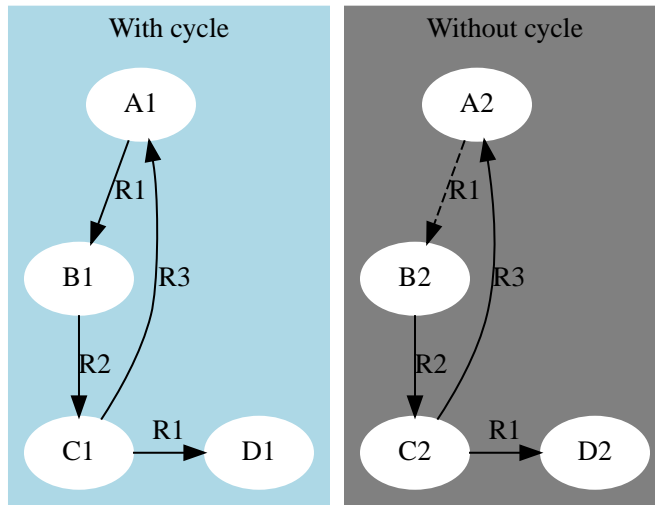 With cycle
A1
R1
B1
R3
R2
C1
R1
D1
Without cycle
A2
R1
B2
R3
R2
C2
R1
D2